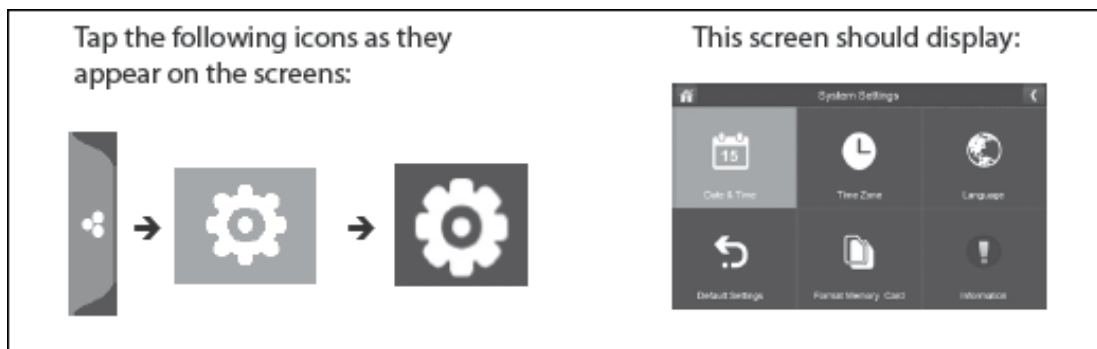 Tap the following icons as they
appear on the screens:
This screen should display:
System Settings
15
Date & Time
Time Zone
Language
Default Settings
Format Memory Card
Information